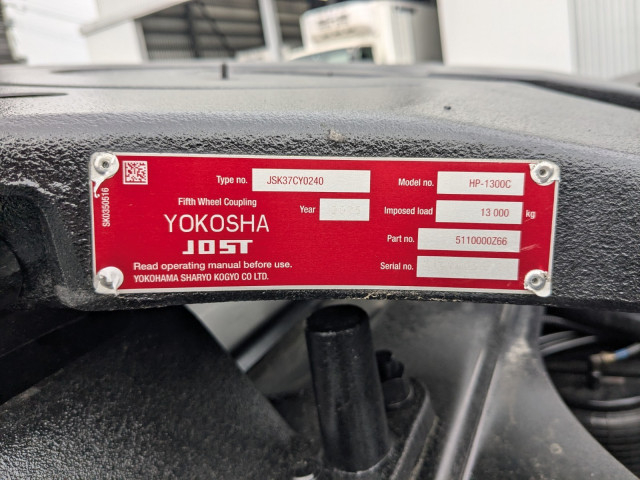 SK0350616
Type no. JSK37CY0240
Model no. HP-1300C
Fifth Wheel Coupling
YOKOSHA
JOST
Year
Imposed load 13 000 kg
Part no. 5110000Z66
Serial no.
Read operating manual before use.
YOKOHAMA SHARYO KOGYO CO LTD.